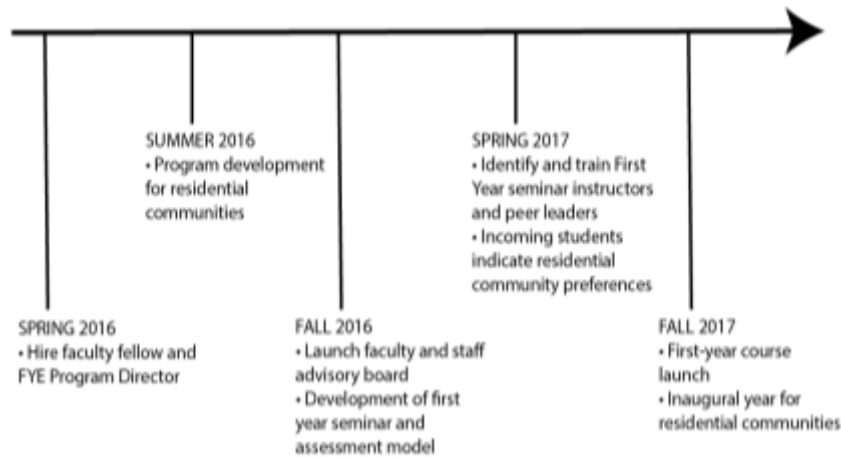 SUMMER 2016
• Program development
for residential
communities
SPRING 2017
• Identify and train First
Year seminar instructors
and peer leaders
• Incoming students
indicate residential
community preferences
SPRING 2016
• Hire faculty fellow and
FYE Program Director
FALL 2016
• Launch faculty and staff
advisory board
• Development of first
year seminar and
assessment model
FALL 2017
• First-year course
launch
• Inaugural year for
residential communities